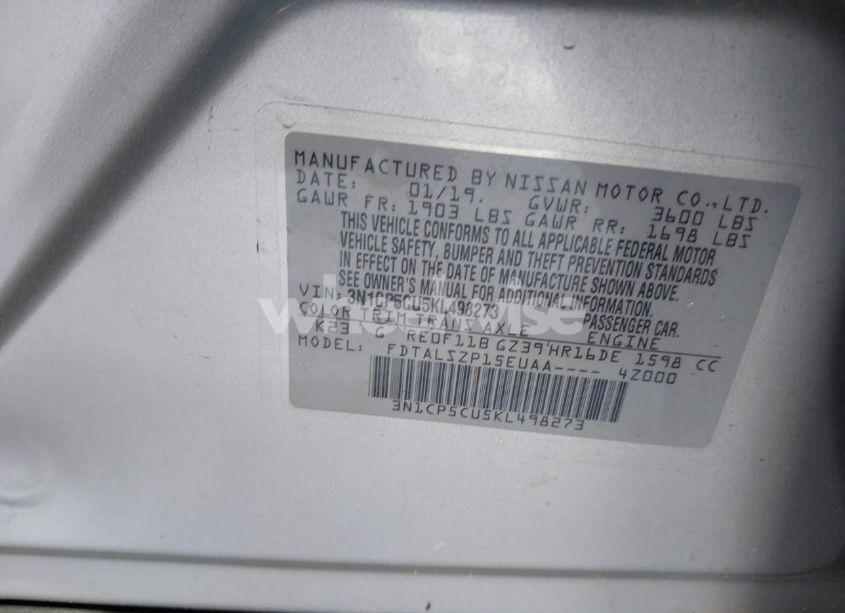 MANUFACTURED BY NISSAN MOTOR CO., LTD.
DATE: 01/19. GVWR: 3600 LBS
GAWR FR: 1903 LBS GAWR RR: 1698 LBS
THIS VEHICLE CONFORMS TO ALL APPLICABLE FEDERAL MOTOR
VEHICLE SAFETY, BUMPER AND THEFT PREVENTION STANDARDS
IN EFFECT ON THE DATE OF MANUFACTURE SHOWN ABOVE.
SEE OWNER'S MANUAL FOR ADDITIONAL INFORMATION.
VIN: 3N1CP5CU5KL498273 PASSENGER CAR.
COLOR TRIM TRANS AXLE ENGINE
K23 G RE0F11B GZ39 HR16DE 1598 CC
MODEL: FDTALSZP15EUAA---- 4Z000
3N1CP5CU5KL498273